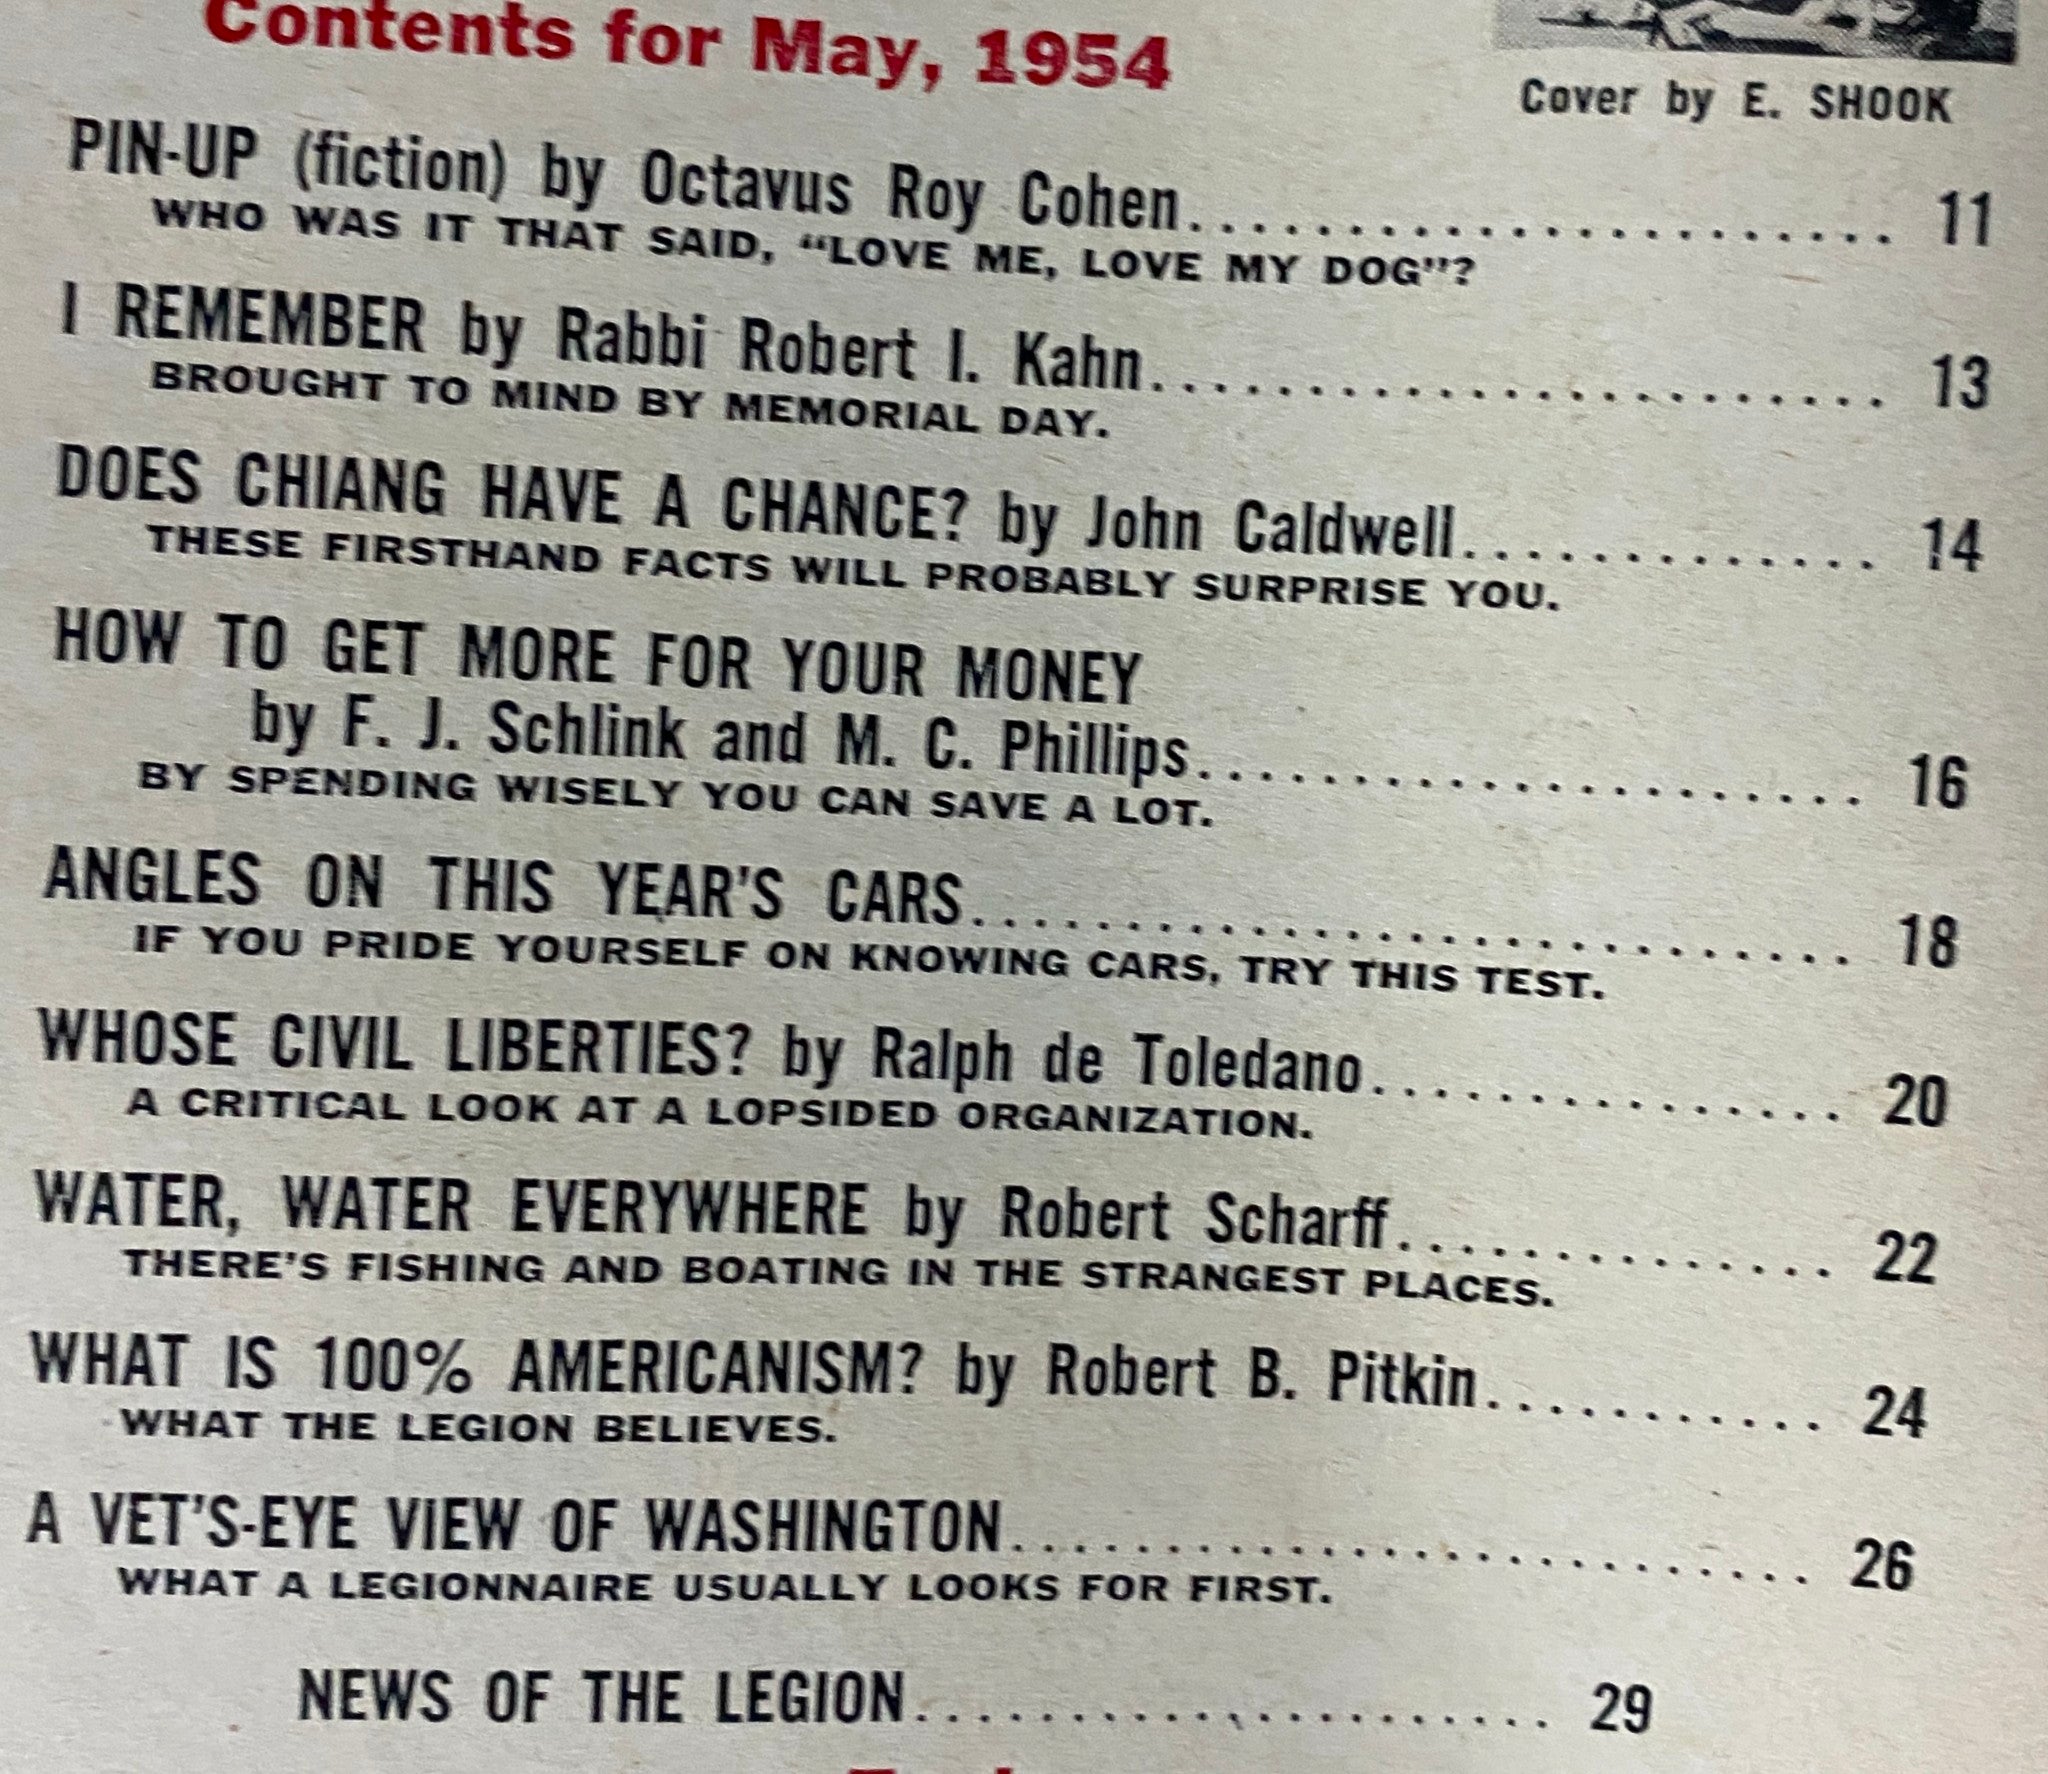 Contents for May, 1954
Cover by E. SHOOK
PIN-UP (fiction) by Octavus Roy Cohen....................... 11
WHO WAS IT THAT SAID, "LOVE ME, LOVE MY DOG"?
I REMEMBER by Rabbi Robert I. Kahn........................ 13
BROUGHT TO MIND BY MEMORIAL DAY.
DOES CHIANG HAVE A CHANCE? by John Caldwell.............. 14
THESE FIRSTHAND FACTS WILL PROBABLY SURPRISE YOU.
HOW TO GET MORE FOR YOUR MONEY
by F. J. Schlink and M. C. Phillips..................... 16
BY SPENDING WISELY YOU CAN SAVE A LOT.
ANGLES ON THIS YEAR'S CARS............................ 18
IF YOU PRIDE YOURSELF ON KNOWING CARS, TRY THIS TEST.
WHOSE CIVIL LIBERTIES? by Ralph de Toledano............... 20
A CRITICAL LOOK AT A LOPSIDED ORGANIZATION.
WATER, WATER EVERYWHERE by Robert Scharff.............. 22
THERE'S FISHING AND BOATING IN THE STRANGEST PLACES.
WHAT IS 100% AMERICANISM? by Robert B. Pitkin........... 24
WHAT THE LEGION BELIEVES.
A VET'S-EYE VIEW OF WASHINGTON.......................... 26
WHAT A LEGIONNAIRE USUALLY LOOKS FOR FIRST.
NEWS OF THE LEGION..................... 29